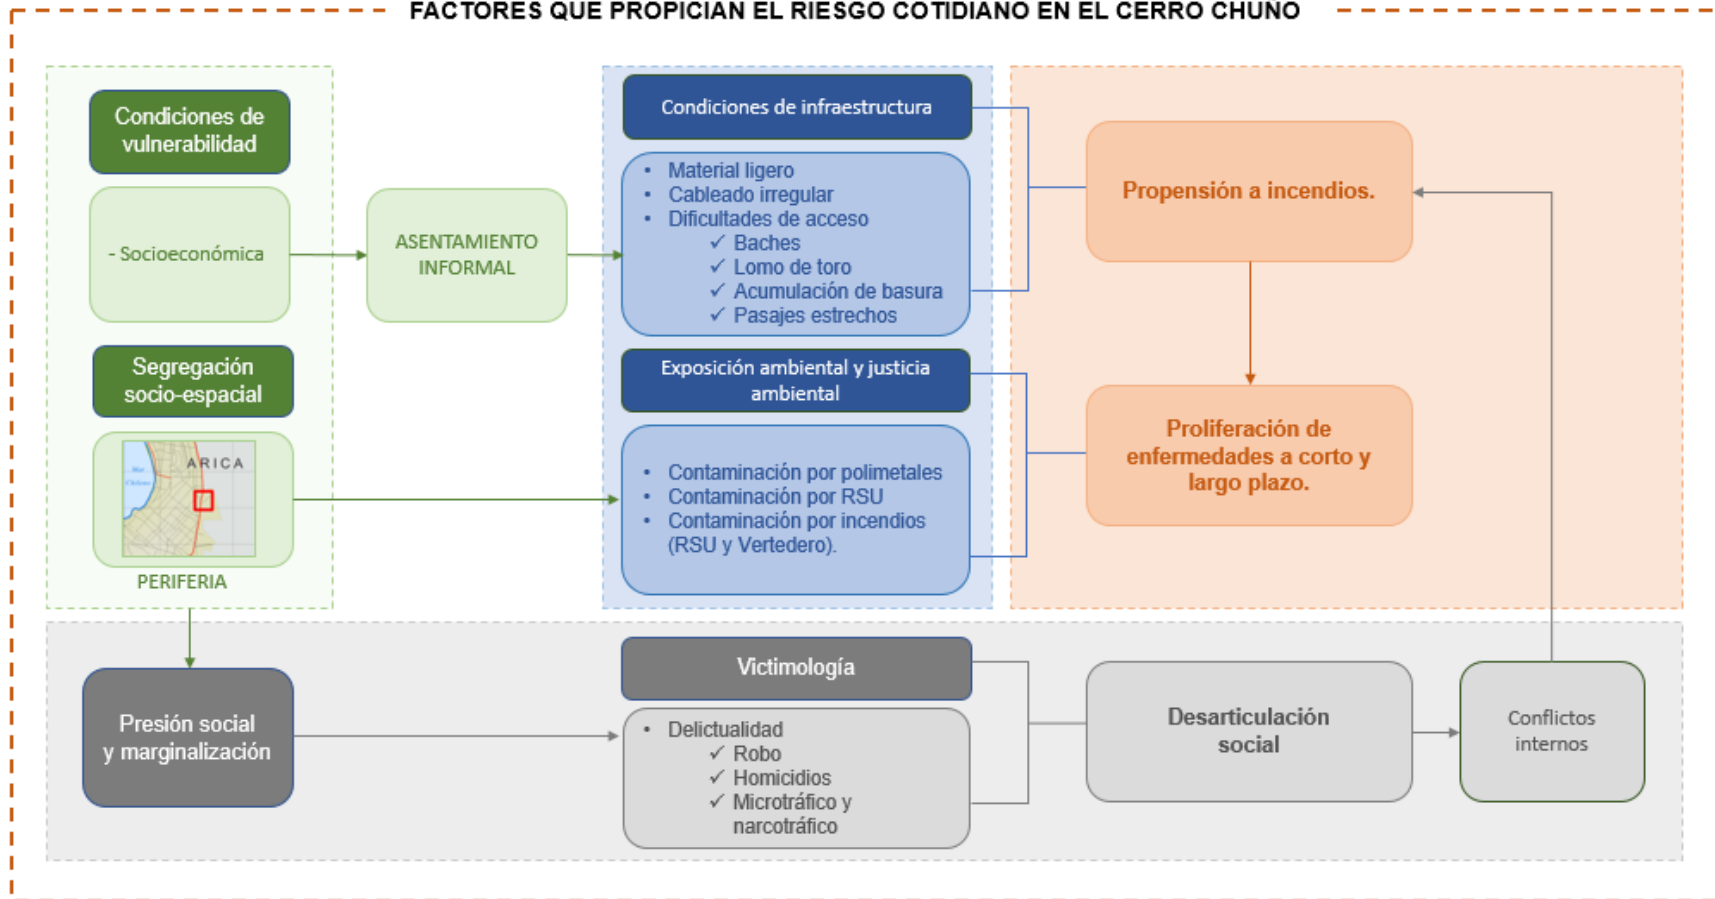 FACTORES QUE PROPICIAN EL RIESGO COTIDIANO EN EL CERRO CHUÑO
Condiciones de
vulnerabilidad
- Socioeconómica
Segregación
socio-espacial
Mar
Chileno
ARICA
PERIFERIA
ASENTAMIENTO
INFORMAL
Condiciones de infraestructura
• Material ligero
• Cableado irregular
• Dificultades de acceso
✓ Baches
✓ Lomo de toro
✓ Acumulación de basura
✓ Pasajes estrechos
Exposición ambiental y justicia
ambiental
• Contaminación por polimetales
• Contaminación por RSU
• Contaminación por incendios
(RSU y Vertedero).
Propensión a incendios.
Proliferación de
enfermedades a corto y
largo plazo.
Presión social
y marginalización
Victimología
• Delictualidad
✓ Robo
✓ Homicidios
✓ Microtráfico y
narcotráfico
Desarticulación
social
Conflictos
internos